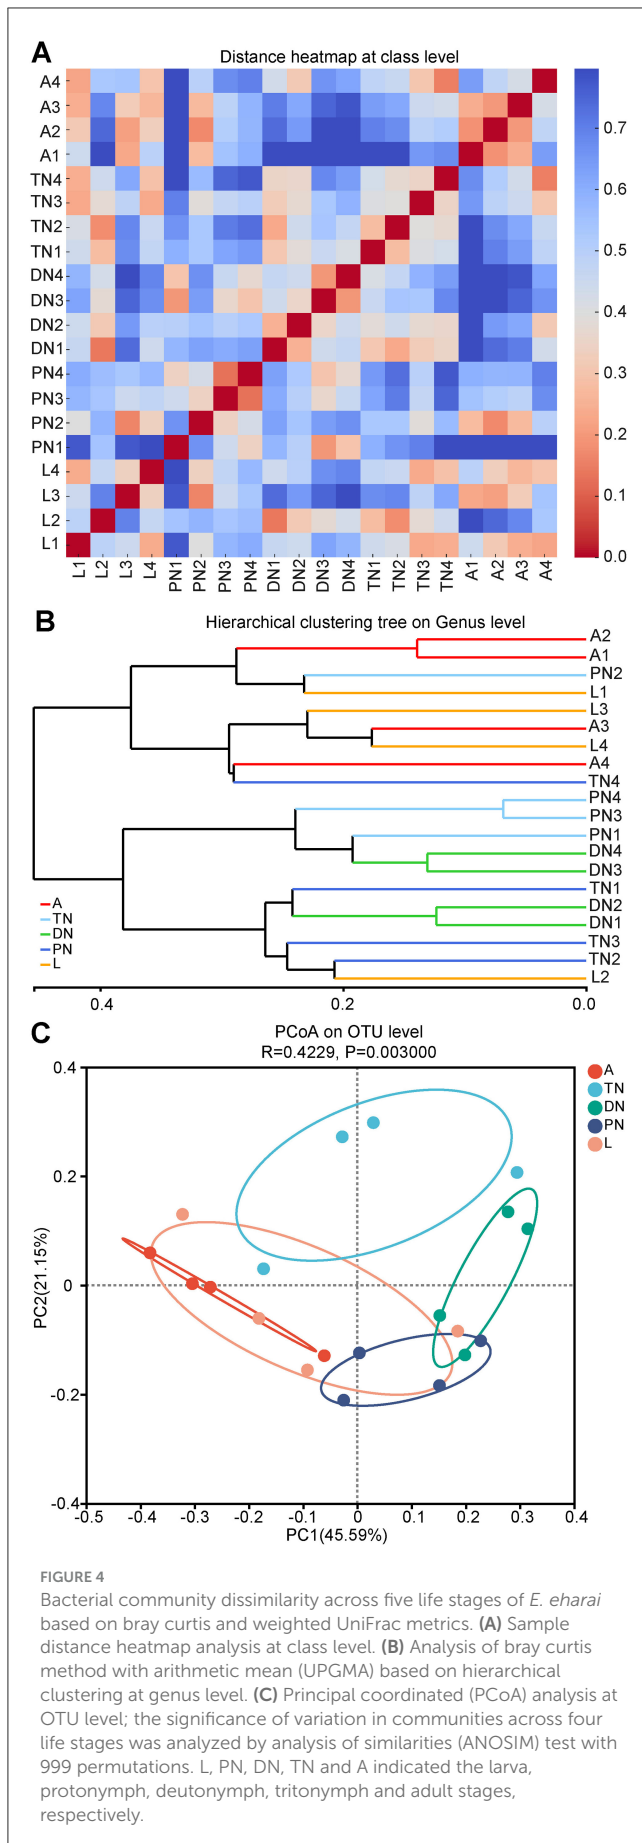 A
Distance heatmap at class level
A4
A3
A2
A1
TN4
TN3
TN2
TN1
DN4
DN3
DN2
DN1
PN4
PN3
PN2
PN1
L4
L3
L2
L1
L1 L2 L3 L4 PN1 PN2 PN3 PN4 DN1 DN2 DN3 DN4 TN1 TN2 TN3 TN4 A1 A2 A3 A4
0.7
0.6
0.5
0.4
0.3
0.2
0.1
0.0
B
Hierarchical clustering tree on Genus level
A2
A1
PN2
L1
L3
A3
L4
A4
TN4
PN4
PN3
PN1
DN4
DN3
TN1
DN2
DN1
TN3
TN2
L2
A
TN
DN
PN
L
0.4 0.2 0.0
C
PCoA on OTU level
R=0.4229, P=0.003000
A
TN
DN
PN
L
PC2(21.15%)
0.4
0.2
0
-0.2
-0.4
-0.5 -0.4 -0.3 -0.2 -0.1 0 0.1 0.2 0.3 0.4
PC1(45.59%)
FIGURE 4
Bacterial community dissimilarity across five life stages of E. eharai
based on bray curtis and weighted UniFrac metrics. (A) Sample
distance heatmap analysis at class level. (B) Analysis of bray curtis
method with arithmetic mean (UPGMA) based on hierarchical
clustering at genus level. (C) Principal coordinated (PCoA) analysis at
OTU level; the significance of variation in communities across four
life stages was analyzed by analysis of similarities (ANOSIM) test with
999 permutations. L, PN, DN, TN and A indicated the larva,
protonymph, deutonymph, tritonymph and adult stages,
respectively.